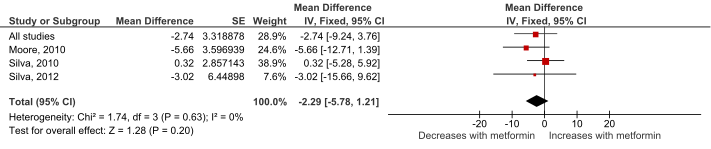 Mean Difference Mean Difference
Study or Subgroup Mean Difference SE Weight IV, Fixed, 95% CI IV, Fixed, 95% CI
All studies -2.74 3.318878 28.9% -2.74 [-9.24, 3.76]
Moore, 2010 -5.66 3.596939 24.6% -5.66 [-12.71, 1.39]
Silva, 2010 0.32 2.857143 38.9% 0.32 [-5.28, 5.92]
Silva, 2012 -3.02 6.44898 7.6% -3.02 [-15.66, 9.62]
Total (95% CI) 100.0% -2.29 [-5.78, 1.21]
Heterogeneity: Chi² = 1.74, df = 3 (P = 0.63); I² = 0%
Test for overall effect: Z = 1.28 (P = 0.20)
-20 -10 0 10 20
Decreases with metformin Increases with metformin